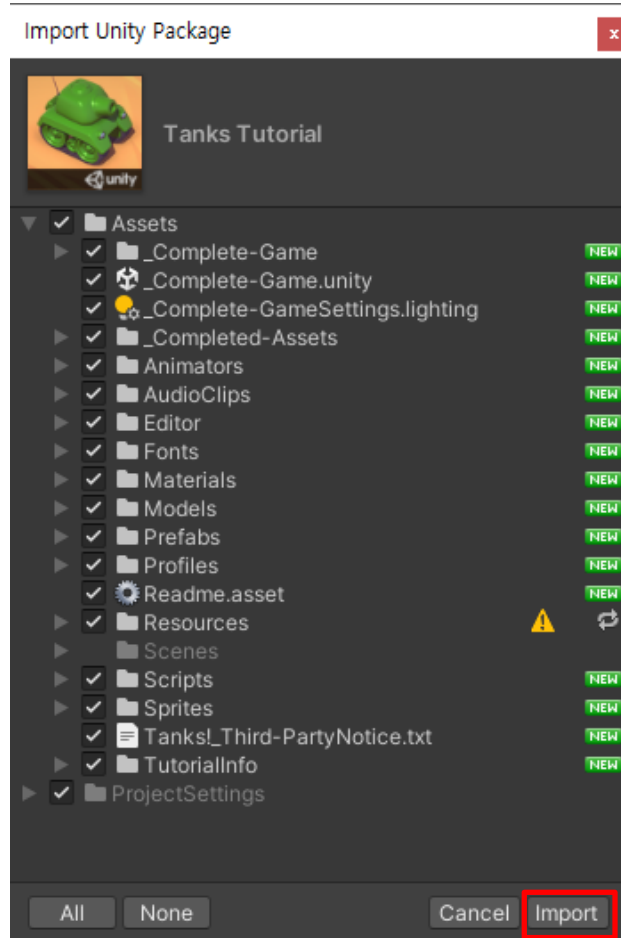 Import Unity Package
x
Tanks Tutorial
unity
Assets
_Complete-Game NEW
_Complete-Game.unity NEW
_Complete-GameSettings.lighting NEW
_Completed-Assets NEW
Animators NEW
AudioClips NEW
Editor NEW
Fonts NEW
Materials NEW
Models NEW
Prefabs NEW
Profiles NEW
Readme.asset NEW
Resources
Scenes
Scripts NEW
Sprites NEW
Tanks!_Third-PartyNotice.txt NEW
TutorialInfo NEW
ProjectSettings
All None Cancel Import